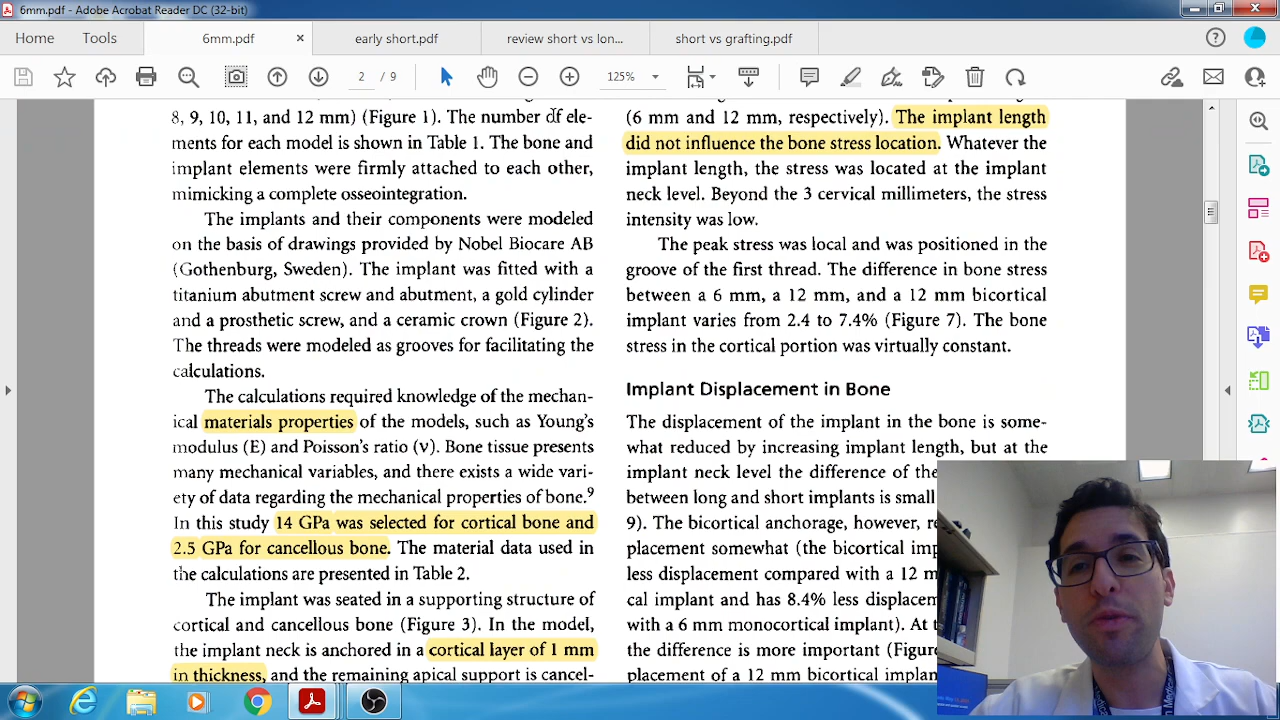 6mm.pdf - Adobe Acrobat Reader DC (32-bit)
Home Tools 6mm.pdf × early short.pdf review short vs lon... short vs grafting.pdf
2 / 9 125%
8, 9, 10, 11, and 12 mm) (Figure 1). The number of ele-
ments for each model is shown in Table 1. The bone and
implant elements were firmly attached to each other,
mimicking a complete osseointegration.
The implants and their components were modeled
on the basis of drawings provided by Nobel Biocare AB
(Gothenburg, Sweden). The implant was fitted with a
titanium abutment screw and abutment, a gold cylinder
and a prosthetic screw, and a ceramic crown (Figure 2).
The threads were modeled as grooves for facilitating the
calculations.
The calculations required knowledge of the mechan-
ical materials properties of the models, such as Young's
modulus (E) and Poisson's ratio (ν). Bone tissue presents
many mechanical variables, and there exists a wide vari-
ety of data regarding the mechanical properties of bone.9
In this study 14 GPa was selected for cortical bone and
2.5 GPa for cancellous bone. The material data used in
the calculations are presented in Table 2.
The implant was seated in a supporting structure of
cortical and cancellous bone (Figure 3). In the model,
the implant neck is anchored in a cortical layer of 1 mm
in thickness, and the remaining apical support is cancel-
(6 mm and 12 mm, respectively). The implant length
did not influence the bone stress location. Whatever the
implant length, the stress was located at the implant
neck level. Beyond the 3 cervical millimeters, the stress
intensity was low.
The peak stress was local and was positioned in the
groove of the first thread. The difference in bone stress
between a 6 mm, a 12 mm, and a 12 mm bicortical
implant varies from 2.4 to 7.4% (Figure 7). The bone
stress in the cortical portion was virtually constant.
Implant Displacement in Bone
The displacement of the implant in the bone is some-
what reduced by increasing implant length, but at the
implant neck level the difference of the
between long and short implants is small
9). The bicortical anchorage, however, re
placement somewhat (the bicortical imp
less displacement compared with a 12 m
cal implant and has 8.4% less displacem
with a 6 mm monocortical implant). At t
the difference is more important (Figur
placement of a 12 mm bicortical implan